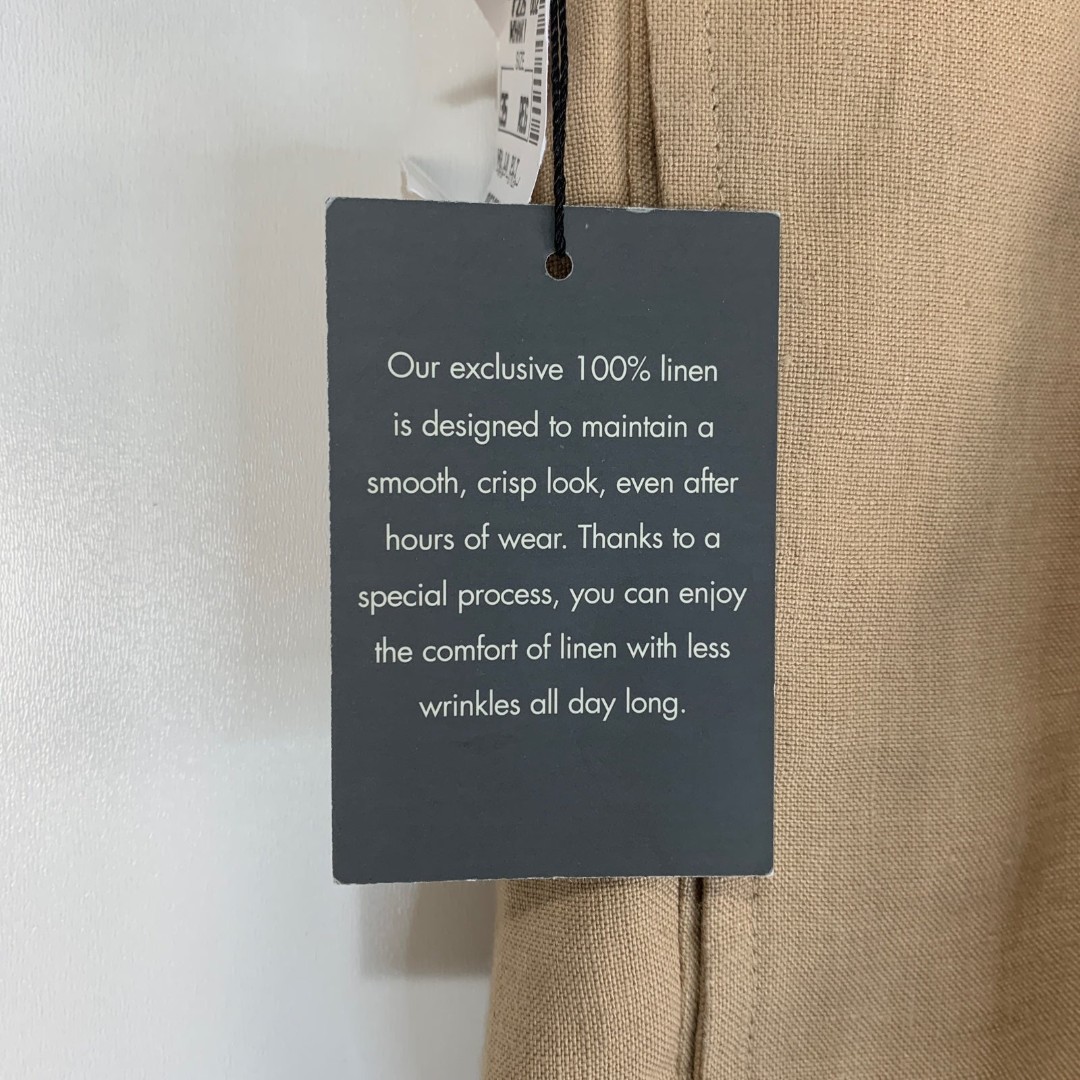 Our exclusive 100% linen
is designed to maintain a
smooth, crisp look, even after
hours of wear. Thanks to a
special process, you can enjoy
the comfort of linen with less
wrinkles all day long.